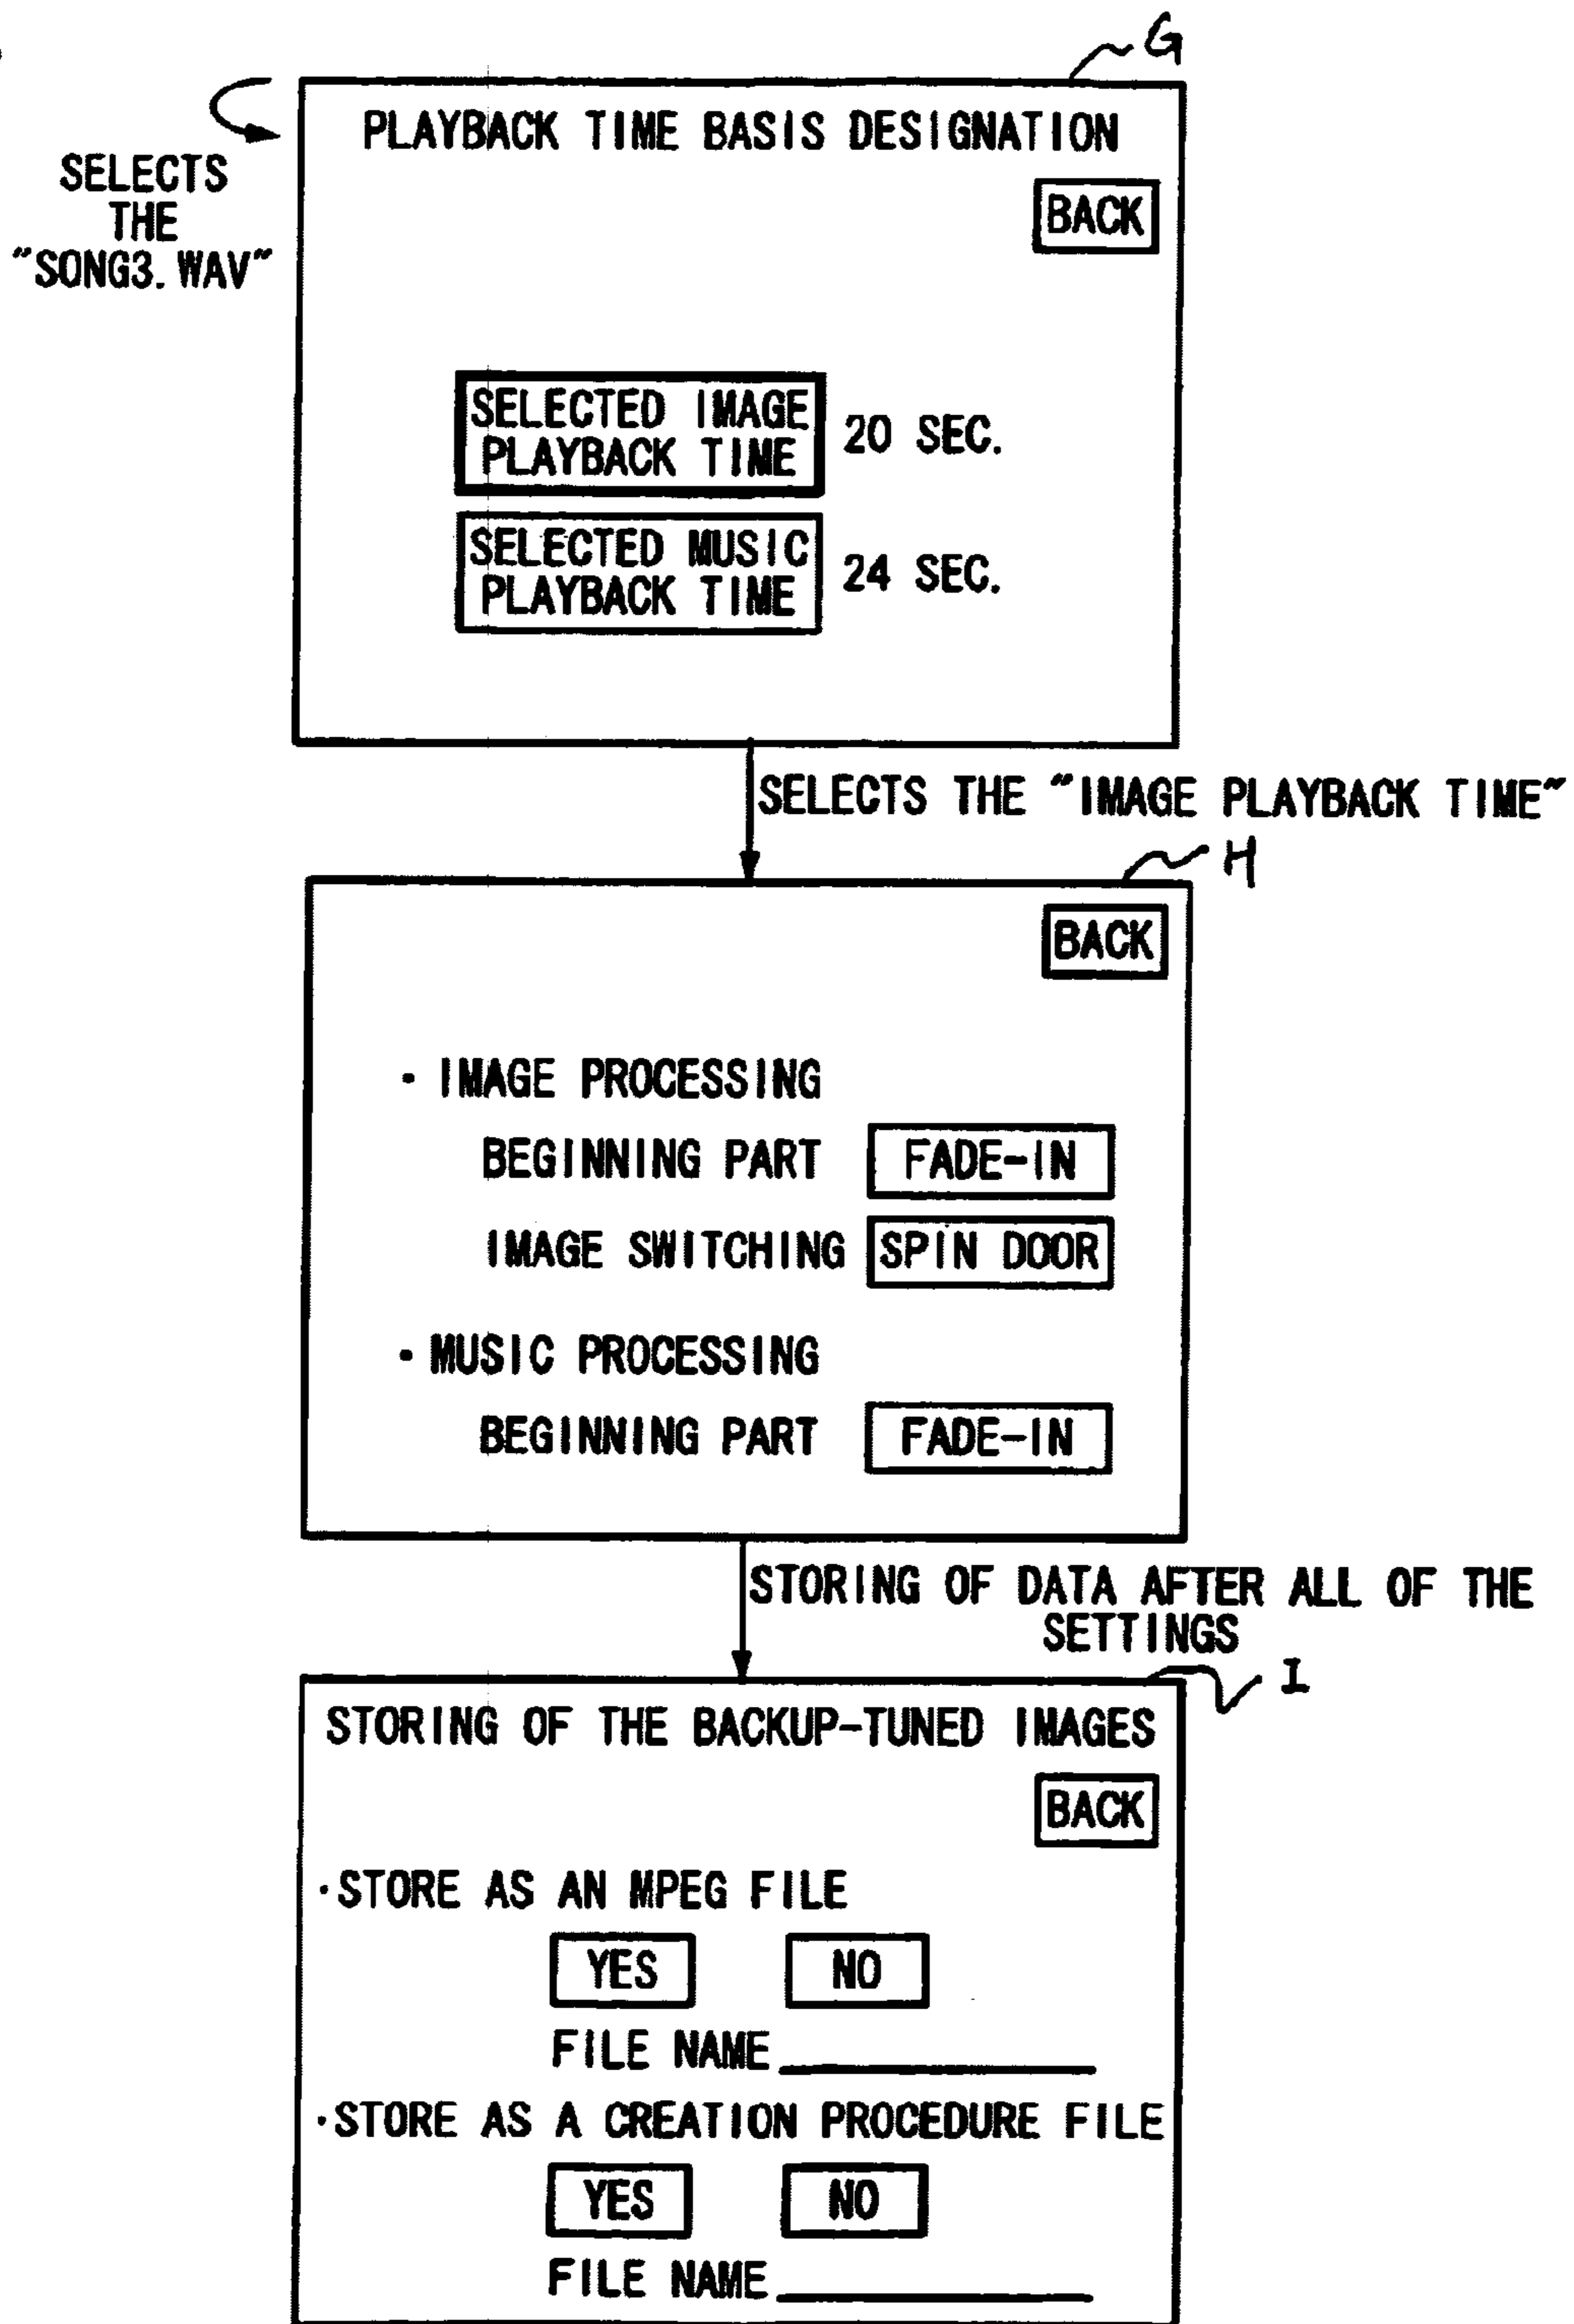 G
PLAYBACK TIME BASIS DESIGNATION
SELECTS
THE
"SONG3.WAV"
BACK
SELECTED IMAGE
PLAYBACK TIME
20 SEC.
SELECTED MUSIC
PLAYBACK TIME
24 SEC.
SELECTS THE "IMAGE PLAYBACK TIME"
H
BACK
· IMAGE PROCESSING
BEGINNING PART FADE-IN
IMAGE SWITCHING SPIN DOOR
· MUSIC PROCESSING
BEGINNING PART FADE-IN
STORING OF DATA AFTER ALL OF THE
SETTINGS
I
STORING OF THE BACKUP-TUNED IMAGES
BACK
·STORE AS AN MPEG FILE
YES NO
FILE NAME
·STORE AS A CREATION PROCEDURE FILE
YES NO
FILE NAME